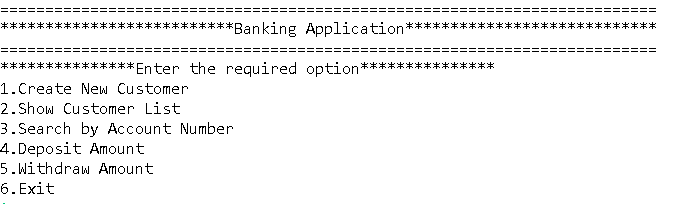 =========================================================================
**************************Banking Application****************************
=========================================================================
***************Enter the required option***************
1.Create New Customer
2.Show Customer List
3.Search by Account Number
4.Deposit Amount
5.Withdraw Amount
6.Exit